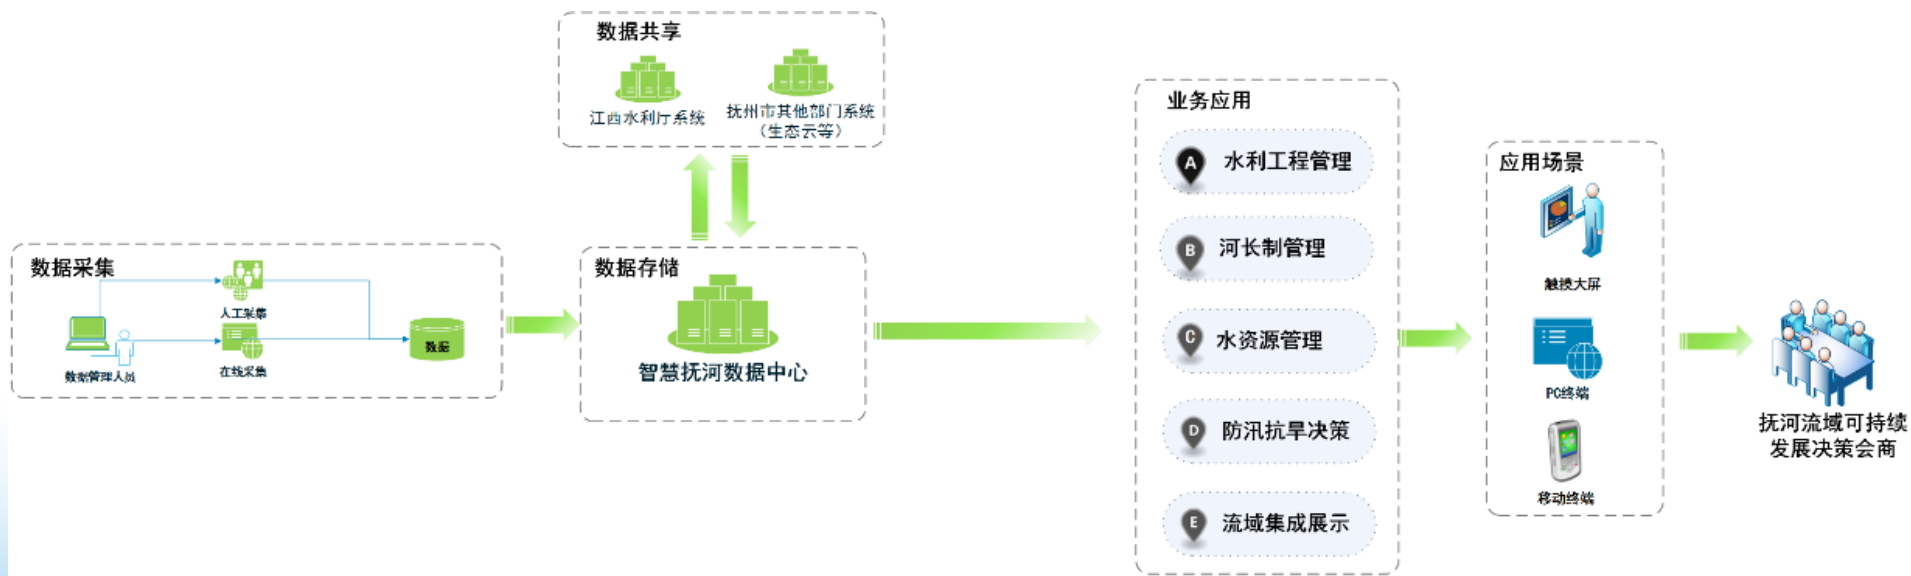 数据共享
江西水利厅系统
抚州市其他部门系统
（生态云等）
数据采集
人工采集
数据管理人员
在线采集
数据
数据存储
智慧抚河数据中心
业务应用
A 水利工程管理
B 河长制管理
C 水资源管理
D 防汛抗旱决策
E 流域集成展示
应用场景
触摸大屏
PC终端
移动终端
抚河流域可持续
发展决策会商